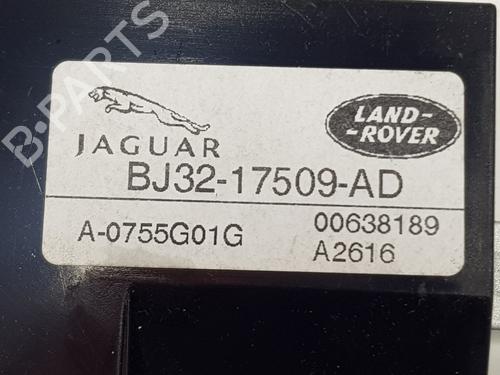 B-PARTS
JAGUAR
LAND-
-ROVER
BJ32-17509-AD
A-0755G01G
00638189
A2616